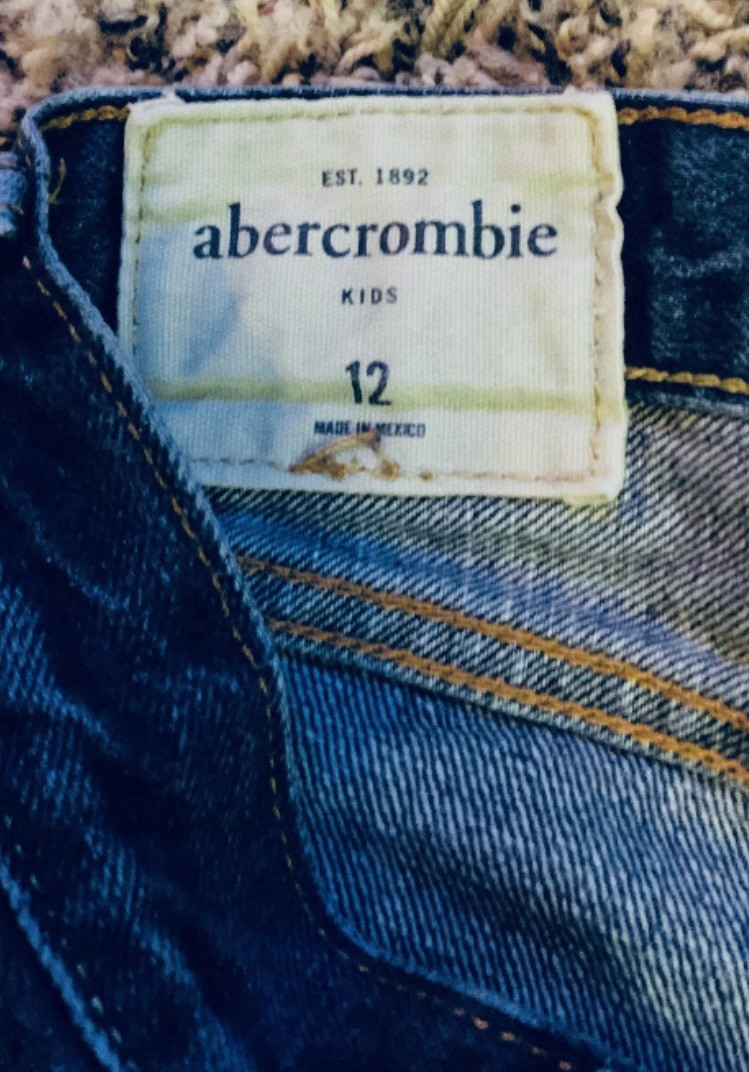 EST. 1892
abercrombie
KIDS
12
MADE IN MEXICO